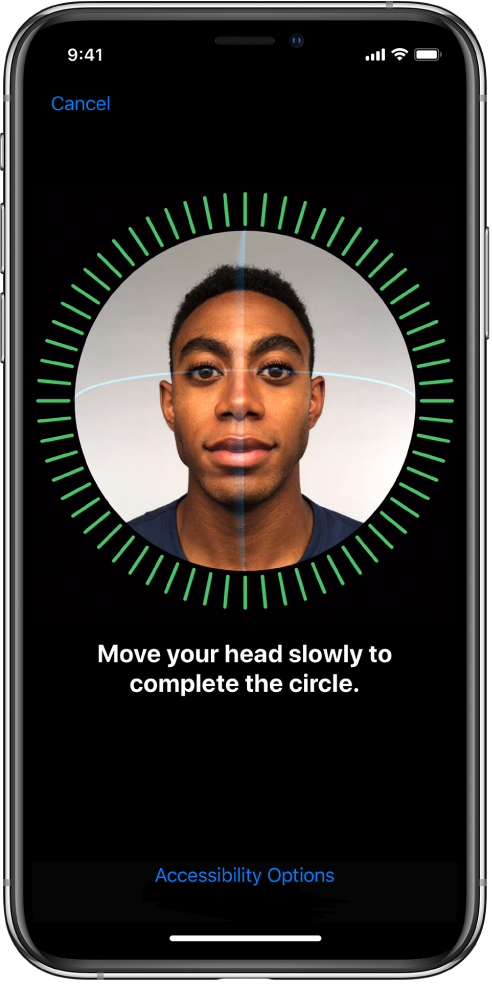 9:41
Cancel
Move your head slowly to
complete the circle.
Accessibility Options